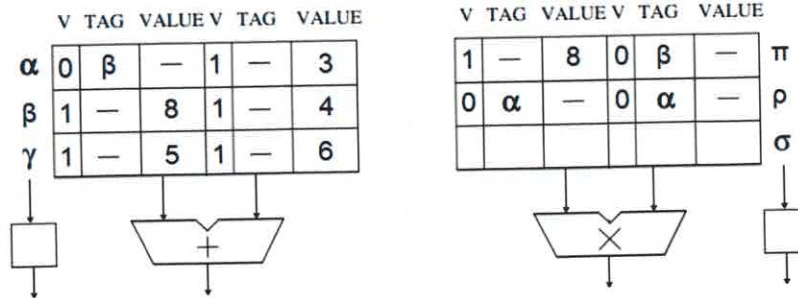 V TAG VALUE V TAG VALUE
α 0 β — 1 — 3
β 1 — 8 1 — 4
γ 1 — 5 1 — 6
+
V TAG VALUE V TAG VALUE
1 — 8 0 β — π
0 α — 0 α — ρ
σ
×